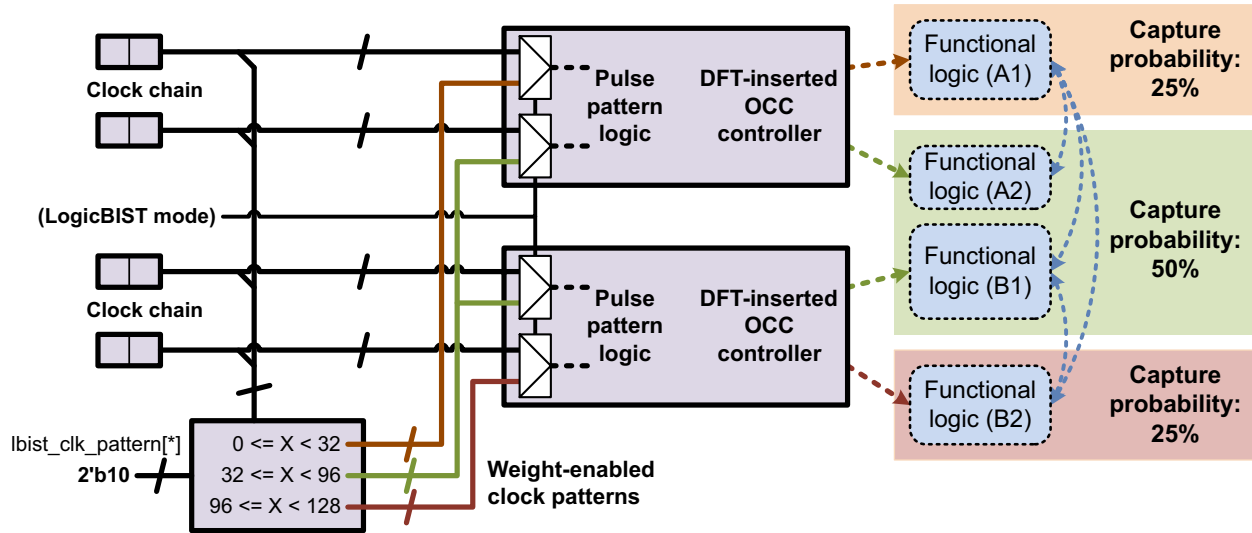 Clock chain
(LogicBIST mode)
Clock chain
lbist_clk_pattern[*]
2'b10
0 <= X < 32
32 <= X < 96
96 <= X < 128
Weight-enabled
clock patterns
Pulse
pattern
logic
DFT-inserted
OCC
controller
Pulse
pattern
logic
DFT-inserted
OCC
controller
Functional
logic (A1)
Capture
probability:
25%
Functional
logic (A2)
Functional
logic (B1)
Capture
probability:
50%
Functional
logic (B2)
Capture
probability:
25%